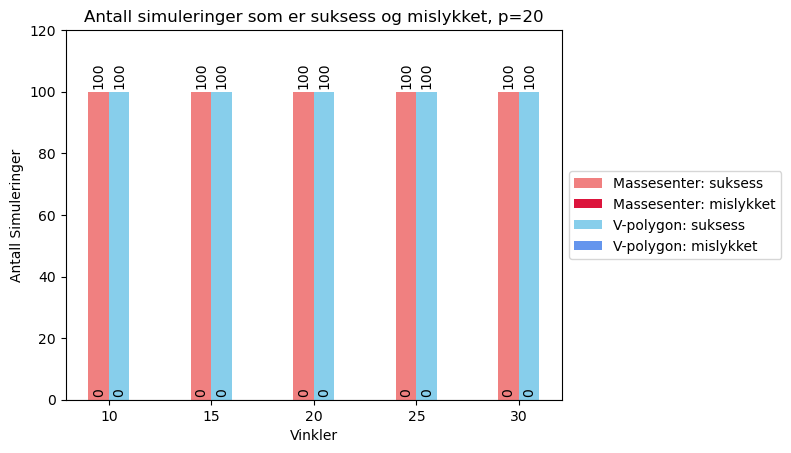 Antall simuleringer som er suksess og mislykket, p=20
120
100
80
60
40
20
0
Antall Simuleringer
100 100 100 100 100 100 100 100 100 100
0 0 0 0 0 0 0 0 0 0
10 15 20 25 30
Vinkler
Massesenter: suksess
Massesenter: mislykket
V-polygon: suksess
V-polygon: mislykket